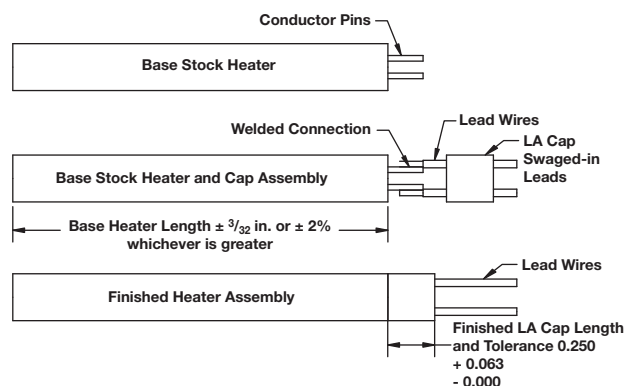 Conductor Pins
Base Stock Heater
Lead Wires
Welded Connection
LA Cap
Swaged-in
Leads
Base Stock Heater and Cap Assembly
Base Heater Length ± 3/32 in. or ± 2%
whichever is greater
Lead Wires
Finished Heater Assembly
Finished LA Cap Length
and Tolerance 0.250
+ 0.063
- 0.000